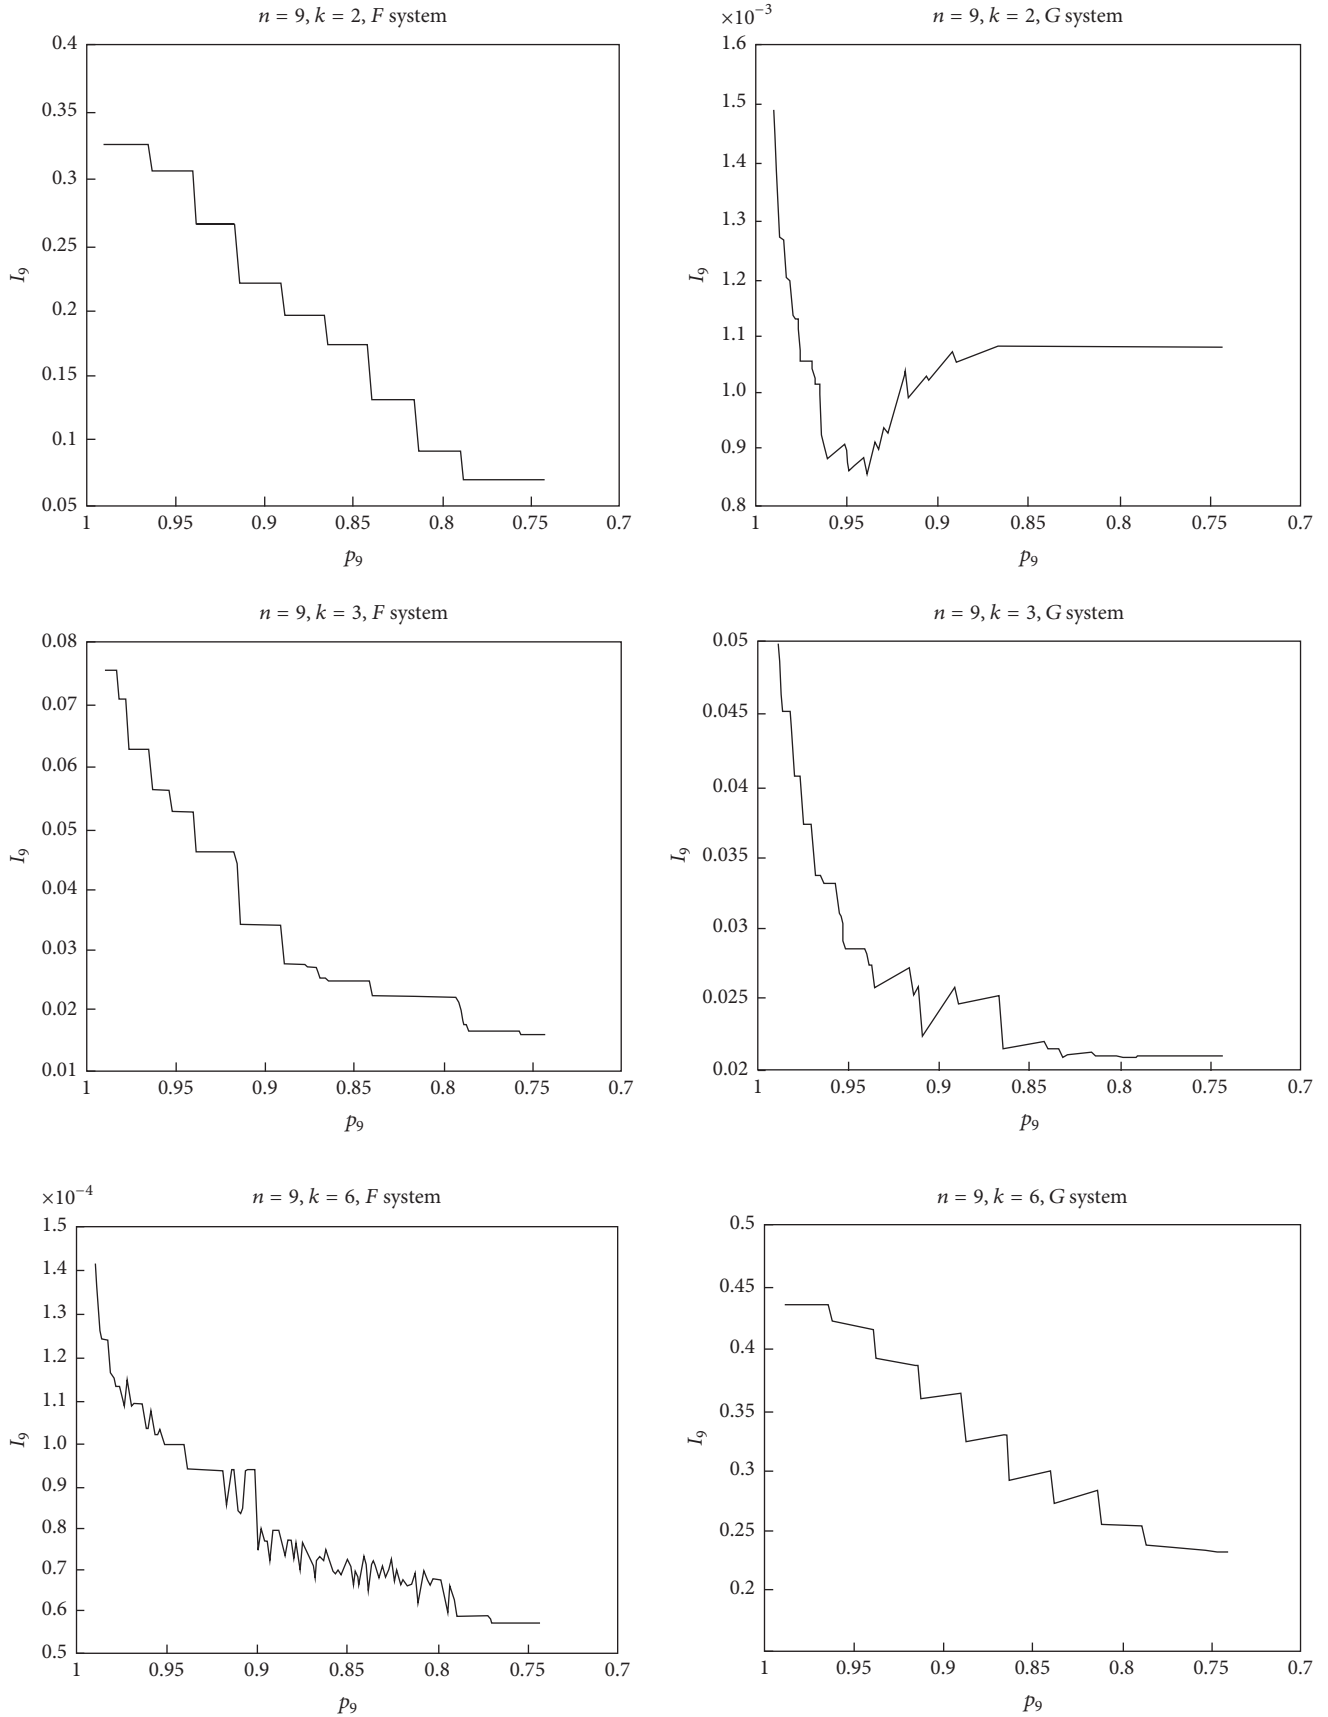 n = 9, k = 2, F system
0.4
0.35
0.3
0.25
0.2
0.15
0.1
0.05
I₉
1 0.95 0.9 0.85 0.8 0.75 0.7
p₉
n = 9, k = 2, G system
×10⁻³
1.6
1.5
1.4
1.3
1.2
1.1
1.0
0.9
0.8
I₉
1 0.95 0.9 0.85 0.8 0.75 0.7
p₉
n = 9, k = 3, F system
0.08
0.07
0.06
0.05
0.04
0.03
0.02
0.01
I₉
1 0.95 0.9 0.85 0.8 0.75 0.7
p₉
n = 9, k = 3, G system
0.05
0.045
0.04
0.035
0.03
0.025
0.02
I₉
1 0.95 0.9 0.85 0.8 0.75 0.7
p₉
n = 9, k = 6, F system
×10⁻⁴
1.5
1.4
1.3
1.2
1.1
1.0
0.9
0.8
0.7
0.6
0.5
I₉
1 0.95 0.9 0.85 0.8 0.75 0.7
p₉
n = 9, k = 6, G system
0.5
0.45
0.4
0.35
0.3
0.25
0.2
I₉
1 0.95 0.9 0.85 0.8 0.75 0.7
p₉